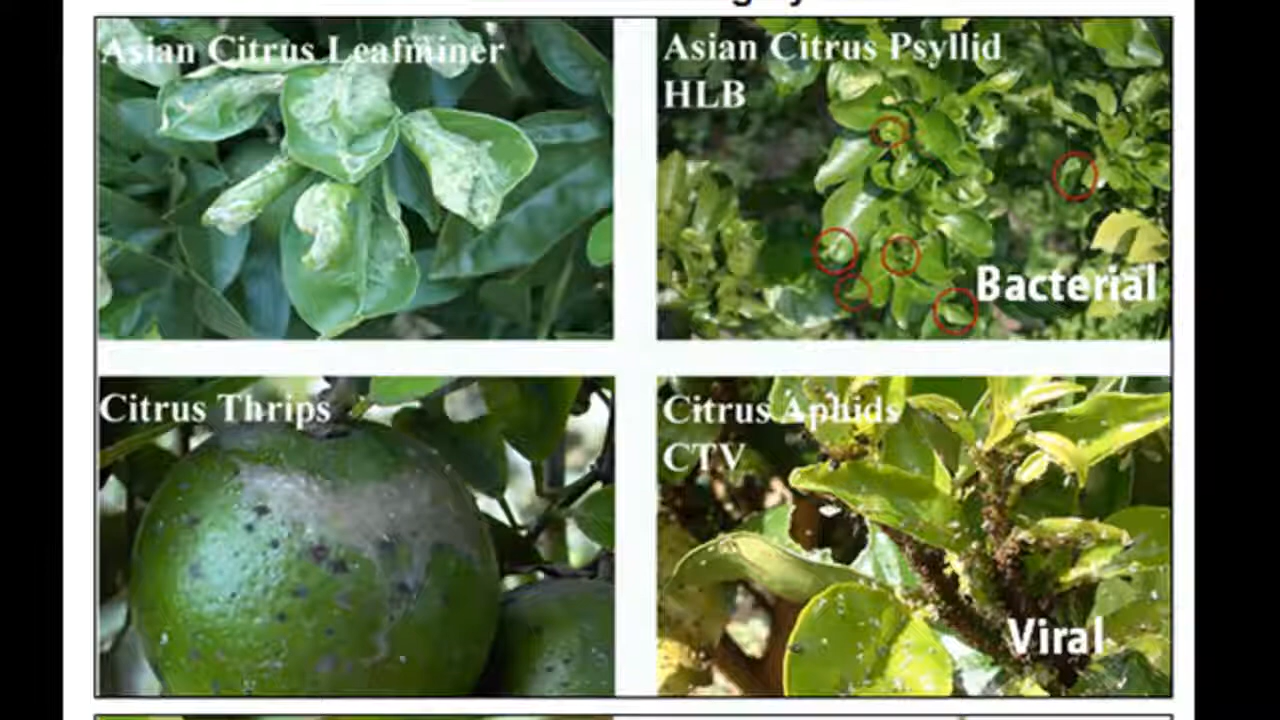 Asian Citrus Leafminer
Asian Citrus Psyllid
HLB
Bacterial
Citrus Thrips
Citrus Aphids
CTV
Viral